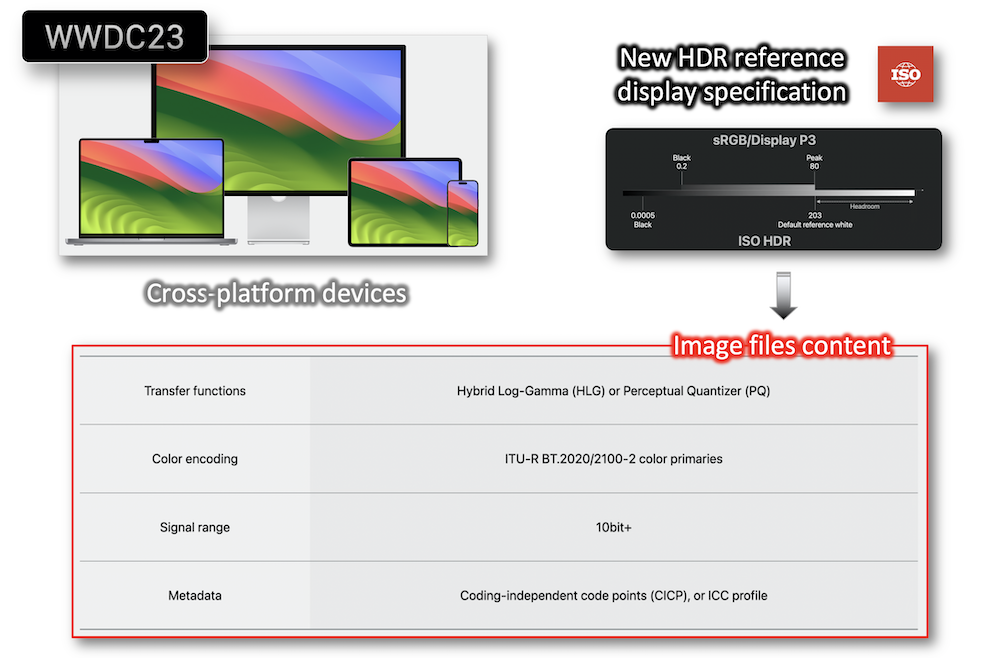 WWDC23
New HDR reference
display specification
ISO
sRGB/Display P3
Black
0.2
Peak
80
Headroom
0.0005
Black
203
Default reference white
ISO HDR
Cross-platform devices
Image files content
Transfer functions
Hybrid Log-Gamma (HLG) or Perceptual Quantizer (PQ)
Color encoding
ITU-R BT.2020/2100-2 color primaries
Signal range
10bit+
Metadata
Coding-independent code points (CICP), or ICC profile